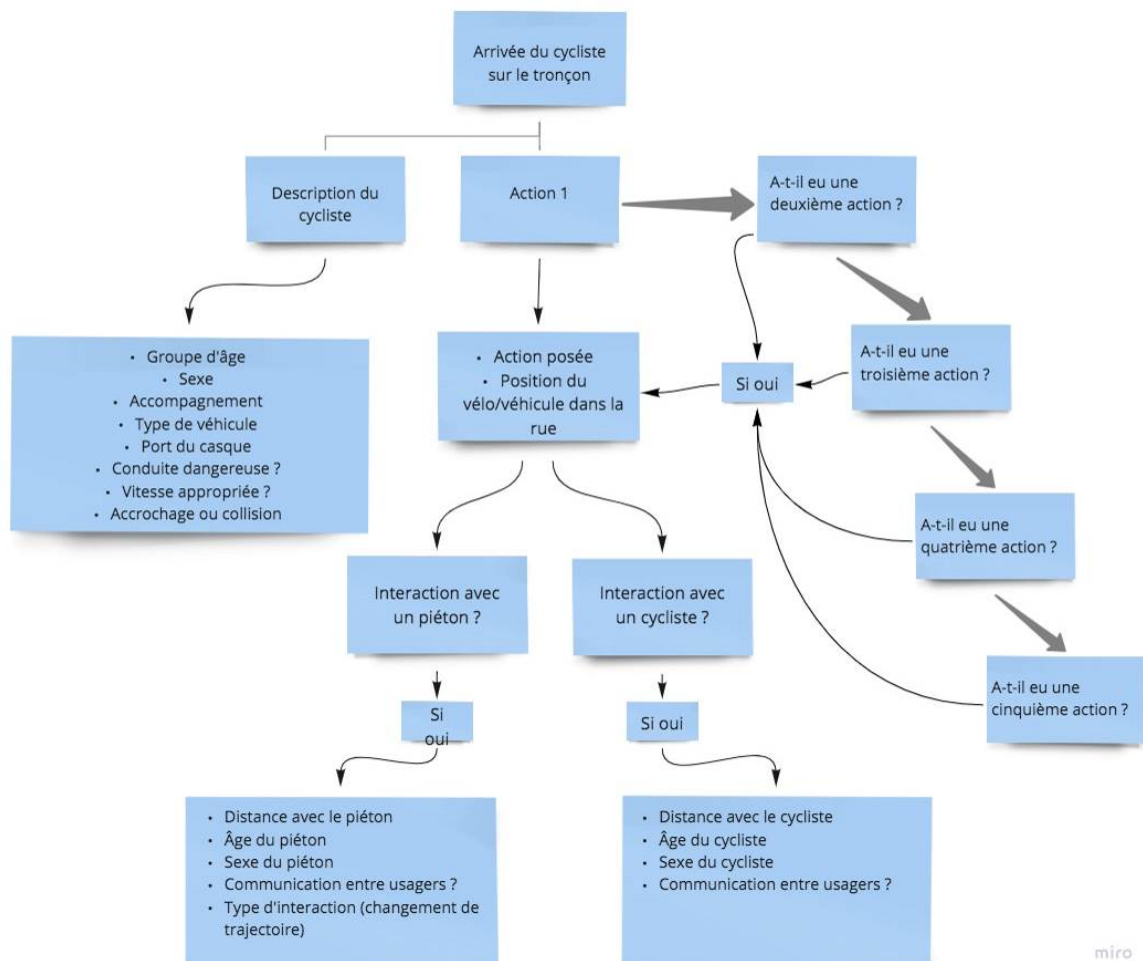 Arrivée du cycliste
sur le tronçon
Description du
cycliste
Action 1
A-t-il eu une
deuxième action ?
• Groupe d'âge
• Sexe
• Accompagnement
• Type de véhicule
• Port du casque
• Conduite dangereuse ?
• Vitesse appropriée ?
• Accrochage ou collision
• Action posée
• Position du
vélo/véhicule dans la
rue
Si oui
A-t-il eu une
troisième action ?
A-t-il eu une
quatrième action ?
Interaction avec
un piéton ?
Interaction avec
un cycliste ?
A-t-il eu une
cinquième action ?
Si
oui
Si oui
• Distance avec le piéton
• Âge du piéton
• Sexe du piéton
• Communication entre usagers ?
• Type d'interaction (changement de
trajectoire)
• Distance avec le cycliste
• Âge du cycliste
• Sexe du cycliste
• Communication entre usagers ?
miro